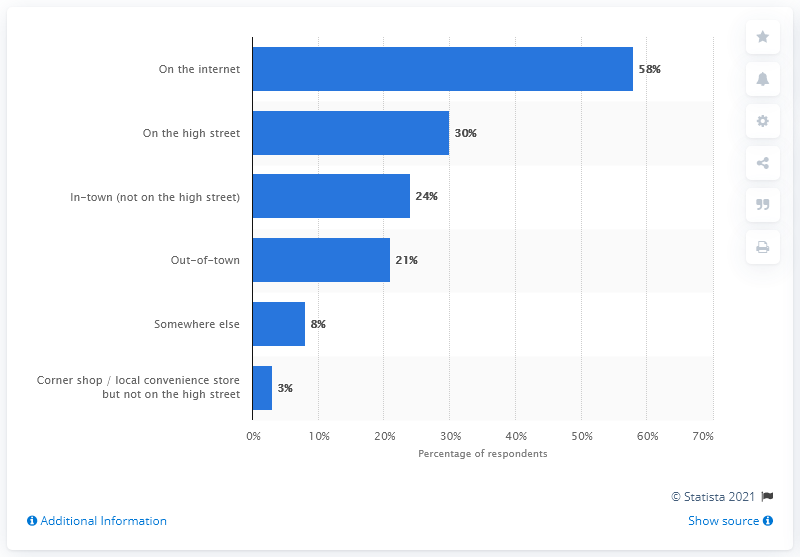 On the internet
58%
On the high street
30%
In-town (not on the high street)
24%
Out-of-town
21%
Somewhere else
8%
Corner shop / local convenience store
but not on the high street
3%
0% 10% 20% 30% 40% 50% 60% 70%
Percentage of respondents
© Statista 2021
Additional Information
Show source